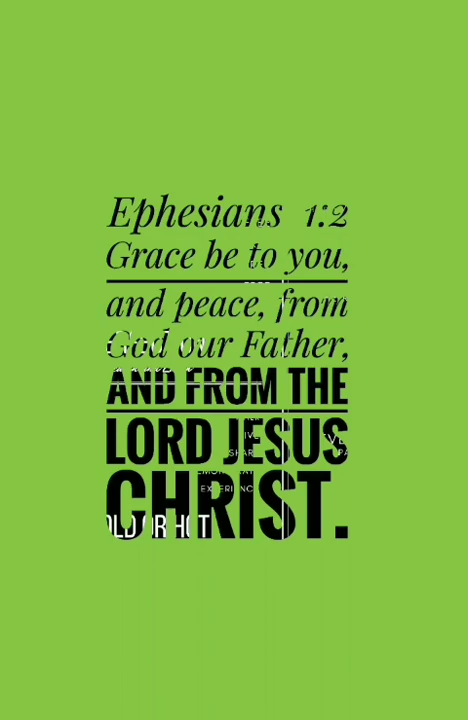 Ephesians 1:2
Grace be to you,
and peace, from
God our Father,
AND FROM THE
LORD JESUS
CHRIST.